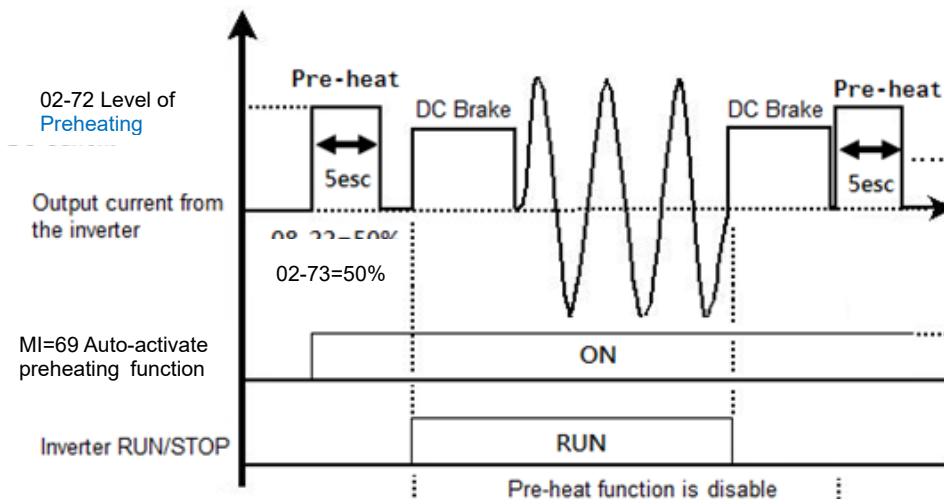 Pre-heat
02-72 Level of
Preheating
DC Brake
DC Brake
Pre-heat
5esc
5esc
Output current from
the inverter
02-73=50%
MI=69 Auto-activate
preheating function
ON
Inverter RUN/STOP
RUN
Pre-heat function is disable